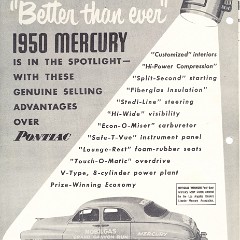 "Better than ever"
1950 MERCURY
IS IN THE SPOTLIGHT—
WITH THESE
GENUINE SELLING
ADVANTAGES
OVER
PONTIAC
"Customized" interiors
"Hi-Power Compression"
"Split-Second" starting
"Fiberglas Insulation"
"Stedi-Line" steering
"Hi-Wide" visibility
"Econ-O-Miser" carburetor
"Safe-T-Vue" instrument panel
"Lounge-Rest" foam-rubber seats
"Touch-O-Matic" overdrive
V-Type, 8-cylinder power plant
Prize-Winning Economy
MERCURY